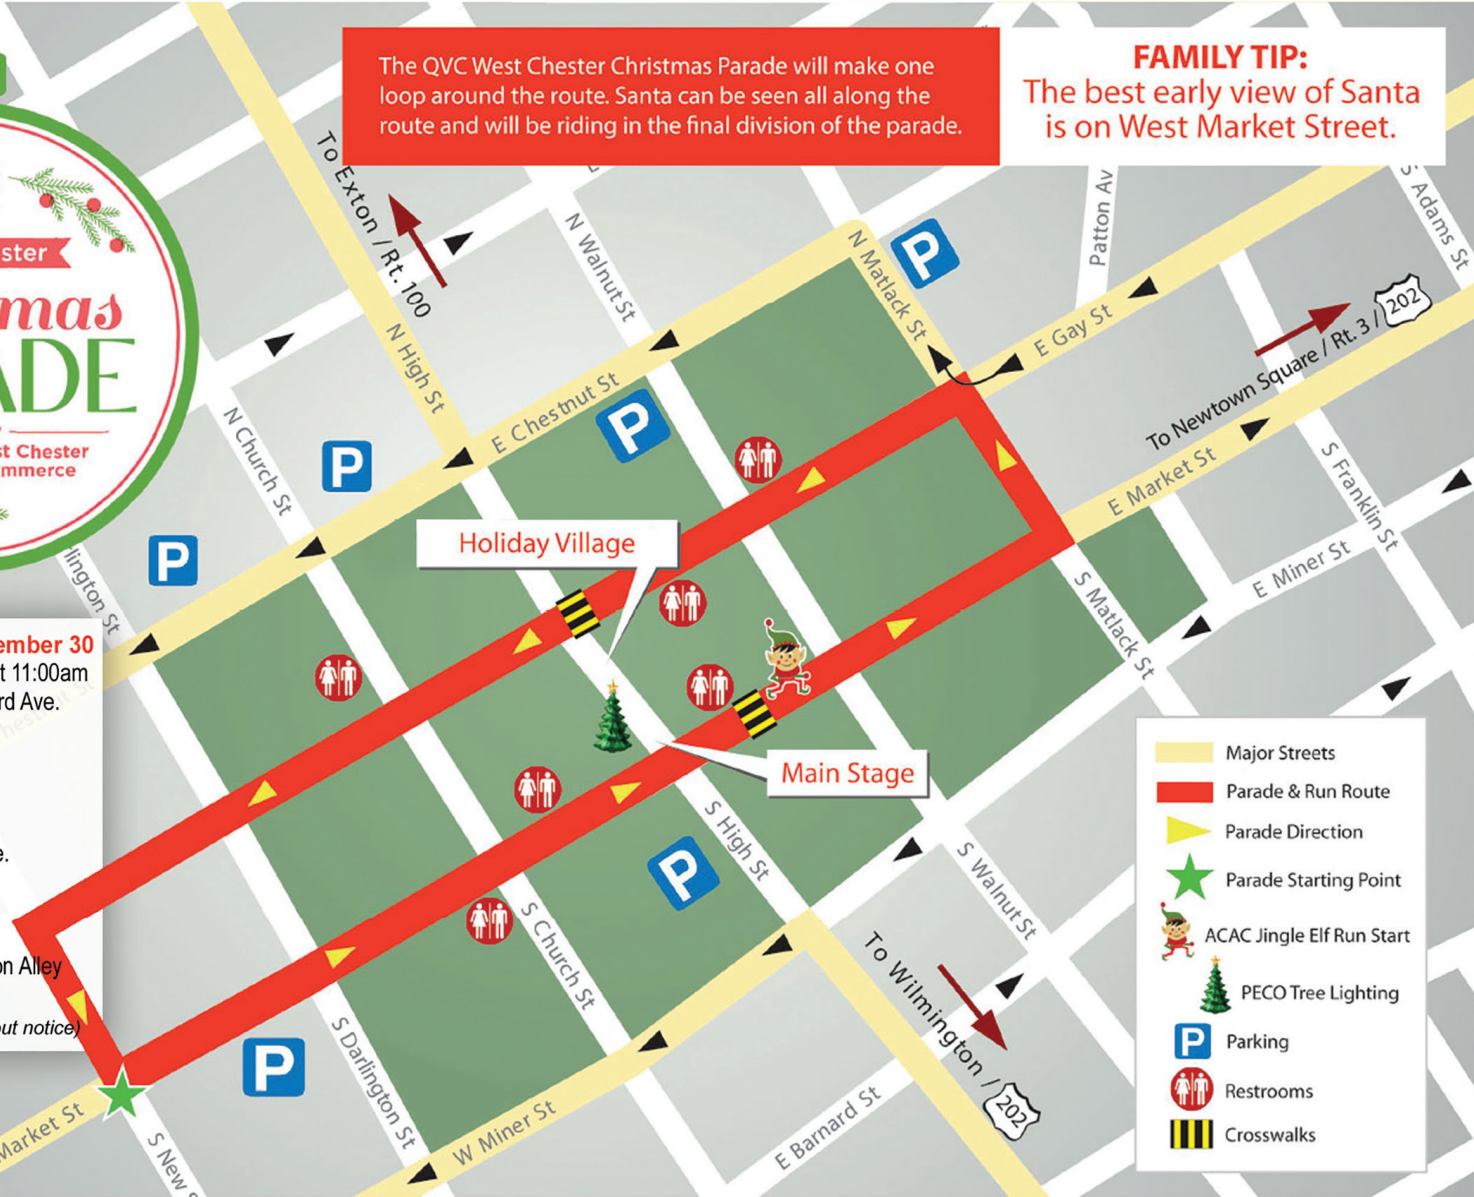 The QVC West Chester Christmas Parade will make one
loop around the route. Santa can be seen all along the
route and will be riding in the final division of the parade.
FAMILY TIP:
The best early view of Santa
is on West Market Street.
To Exton / Rt. 100
N High St
N Walnut St
N Matlack St
P
Patton Av
S Adams St
E Gay St
To Newtown Square / Rt. 3 / 202
E Market St
S Franklin St
E Miner St
S Matlack St
E Chestnut St
P
N Church St
P
P
ster
mas
ADE
st Chester
mmerce
lington St
ember 30
t 11:00am
rd Ave.
e.
on Alley
out notice)
Holiday Village
Main Stage
S High St
P
S Walnut St
S Church St
S Darlington St
P
Market St
S New S
W Miner St
E Barnard St
To Wilmington / 202
Major Streets
Parade & Run Route
Parade Direction
Parade Starting Point
ACAC Jingle Elf Run Start
PECO Tree Lighting
P Parking
Restrooms
Crosswalks